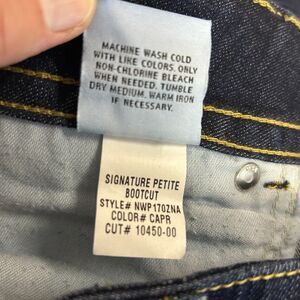 MACHINE WASH COLD
WITH LIKE COLORS. ONLY
NON-CHLORINE BLEACH
WHEN NEEDED. TUMBLE
DRY MEDIUM. WARM IRON
IF NECESSARY.
SIGNATURE PETITE
BOOTCUT
STYLE# NWP170ZNA
COLOR# CAPR
CUT# 10450-00